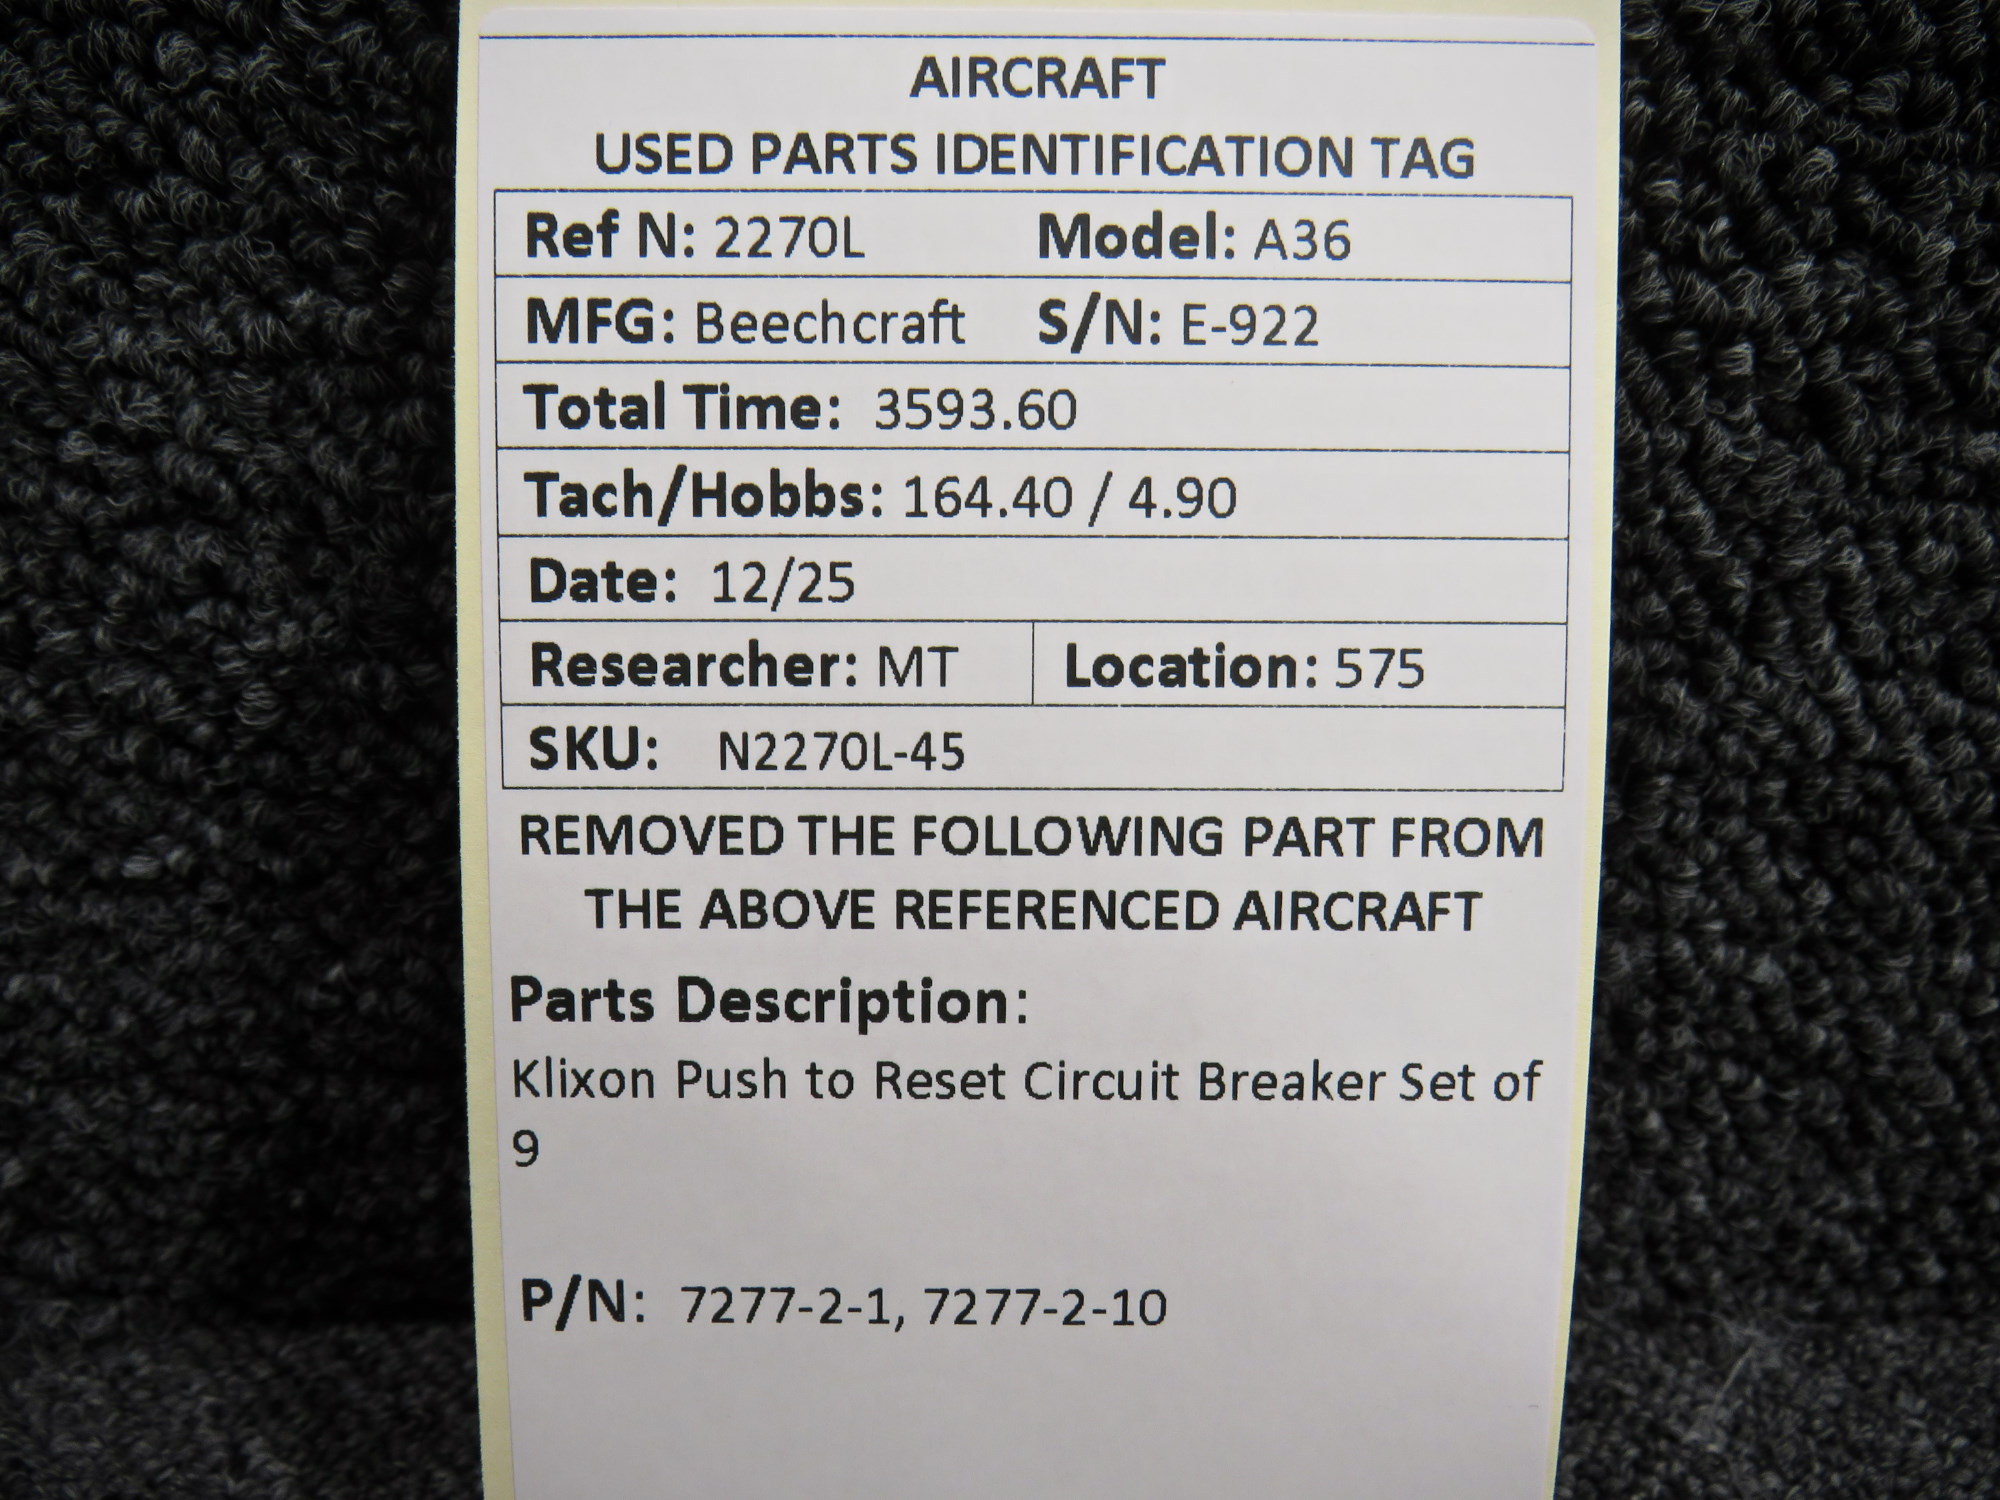 AIRCRAFT
USED PARTS IDENTIFICATION TAG
Ref N: 2270L Model: A36
MFG: Beechcraft S/N: E-922
Total Time: 3593.60
Tach/Hobbs: 164.40 / 4.90
Date: 12/25
Researcher: MT Location: 575
SKU: N2270L-45
REMOVED THE FOLLOWING PART FROM
THE ABOVE REFERENCED AIRCRAFT
Parts Description:
Klixon Push to Reset Circuit Breaker Set of
9
P/N: 7277-2-1, 7277-2-10